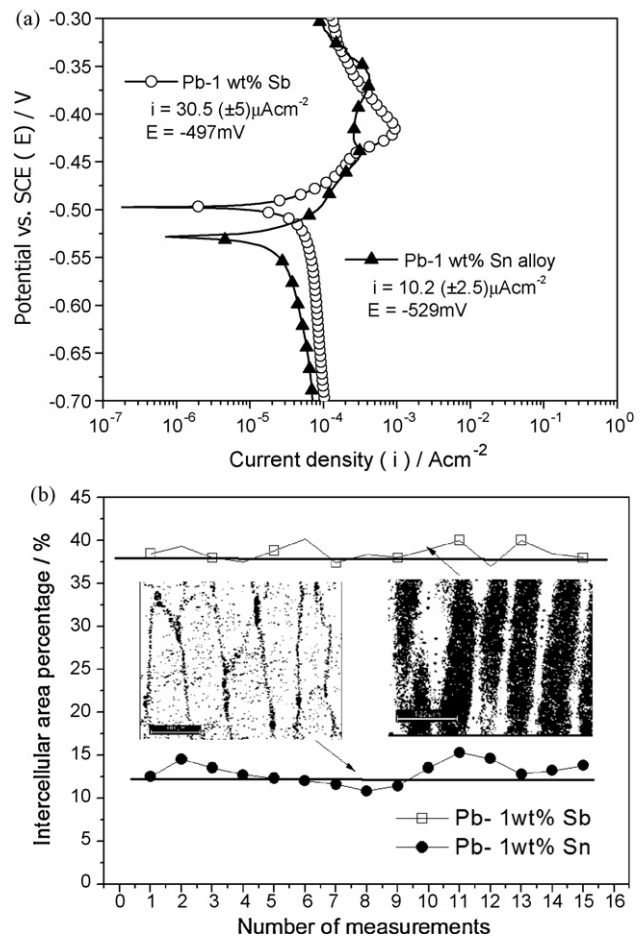 (a)
-0.30
-0.35
-0.40
-0.45
-0.50
-0.55
-0.60
-0.65
-0.70
Potential vs. SCE ( E) / V
Pb-1 wt% Sb
i = 30.5 (±5)μAcm⁻²
E = -497mV
Pb-1 wt% Sn alloy
i = 10.2 (±2.5)μAcm⁻²
E = -529mV
10⁻⁷ 10⁻⁶ 10⁻⁵ 10⁻⁴ 10⁻³ 10⁻² 10⁻¹ 10⁰
Current density ( i ) / Acm⁻²
(b)
45
40
35
30
25
20
15
10
5
0
Intercellular area percentage / %
Pb- 1wt% Sb
Pb- 1wt% Sn
0 1 2 3 4 5 6 7 8 9 10 11 12 13 14 15 16
Number of measurements